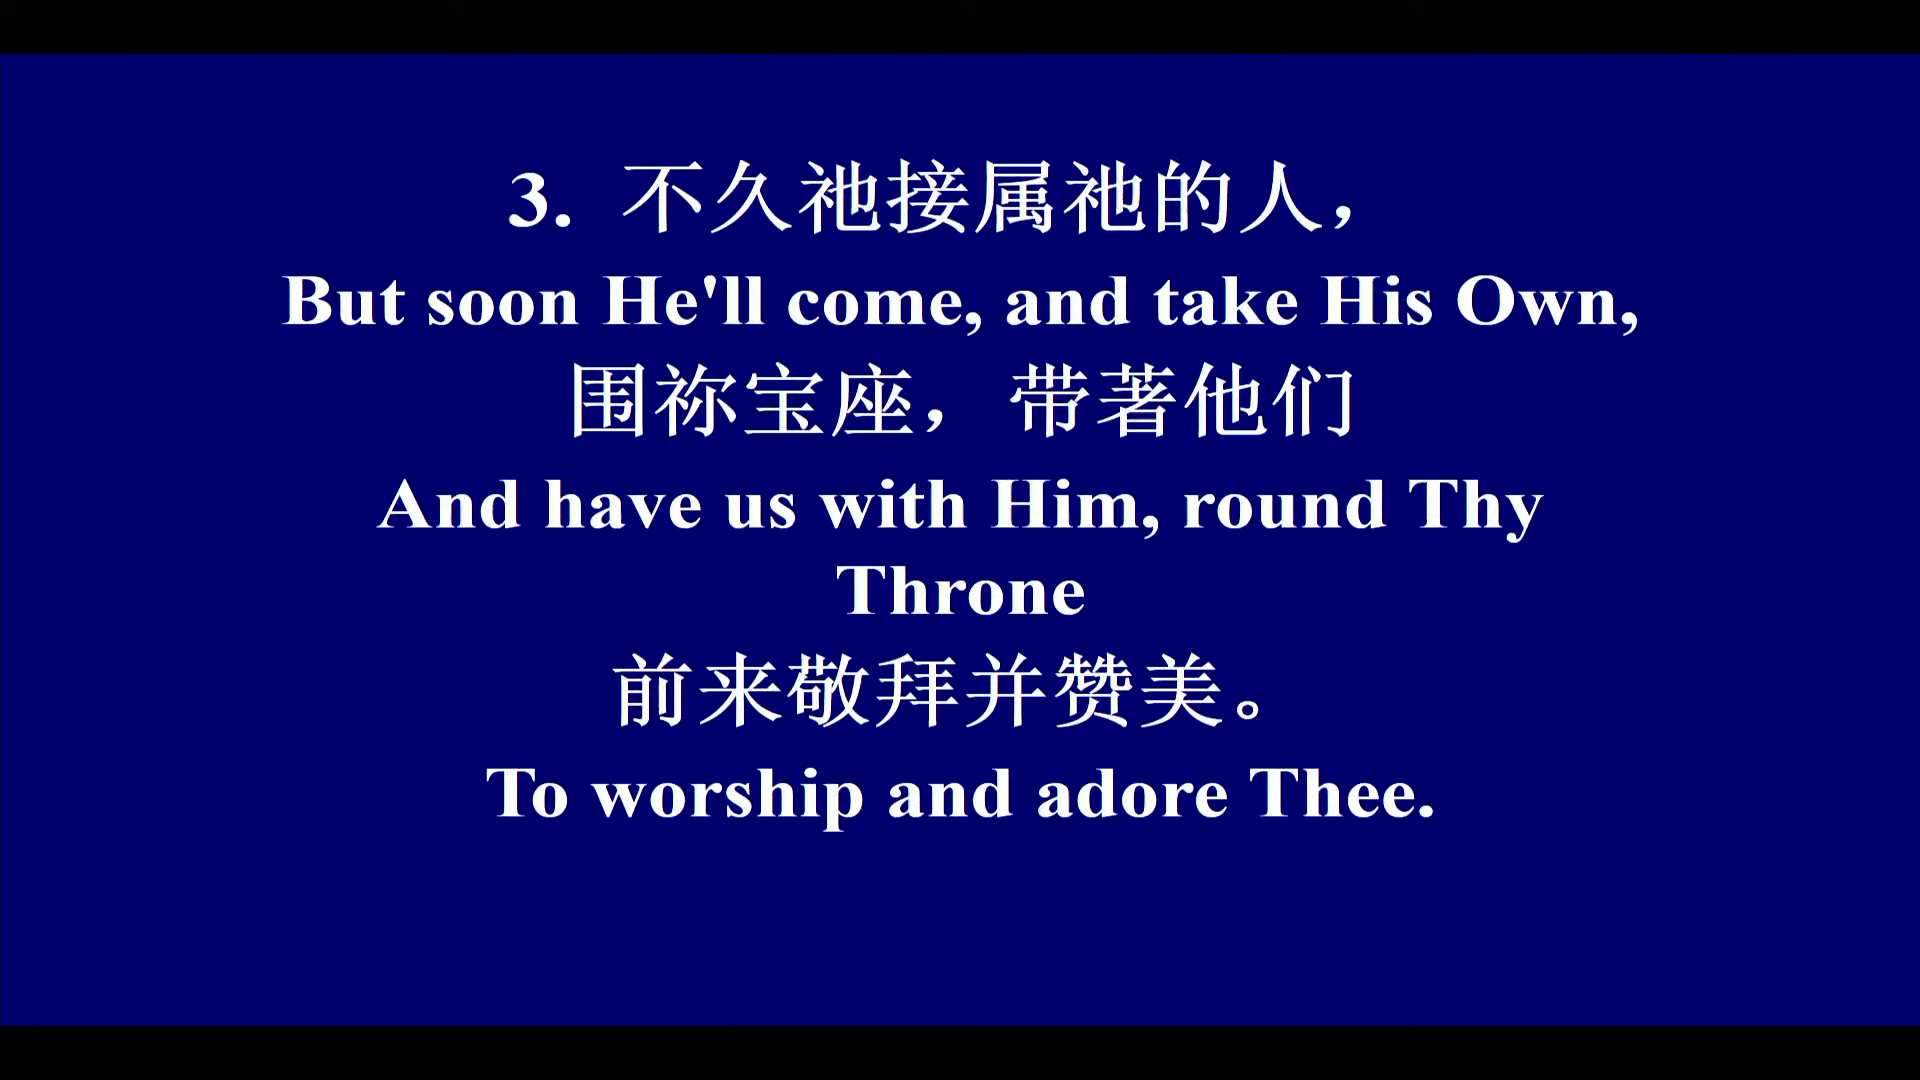 3. 不久祂接属祂的人，
But soon He'll come, and take His Own,
围祢宝座，带著他们
And have us with Him, round Thy
Throne
前来敬拜并赞美。
To worship and adore Thee.